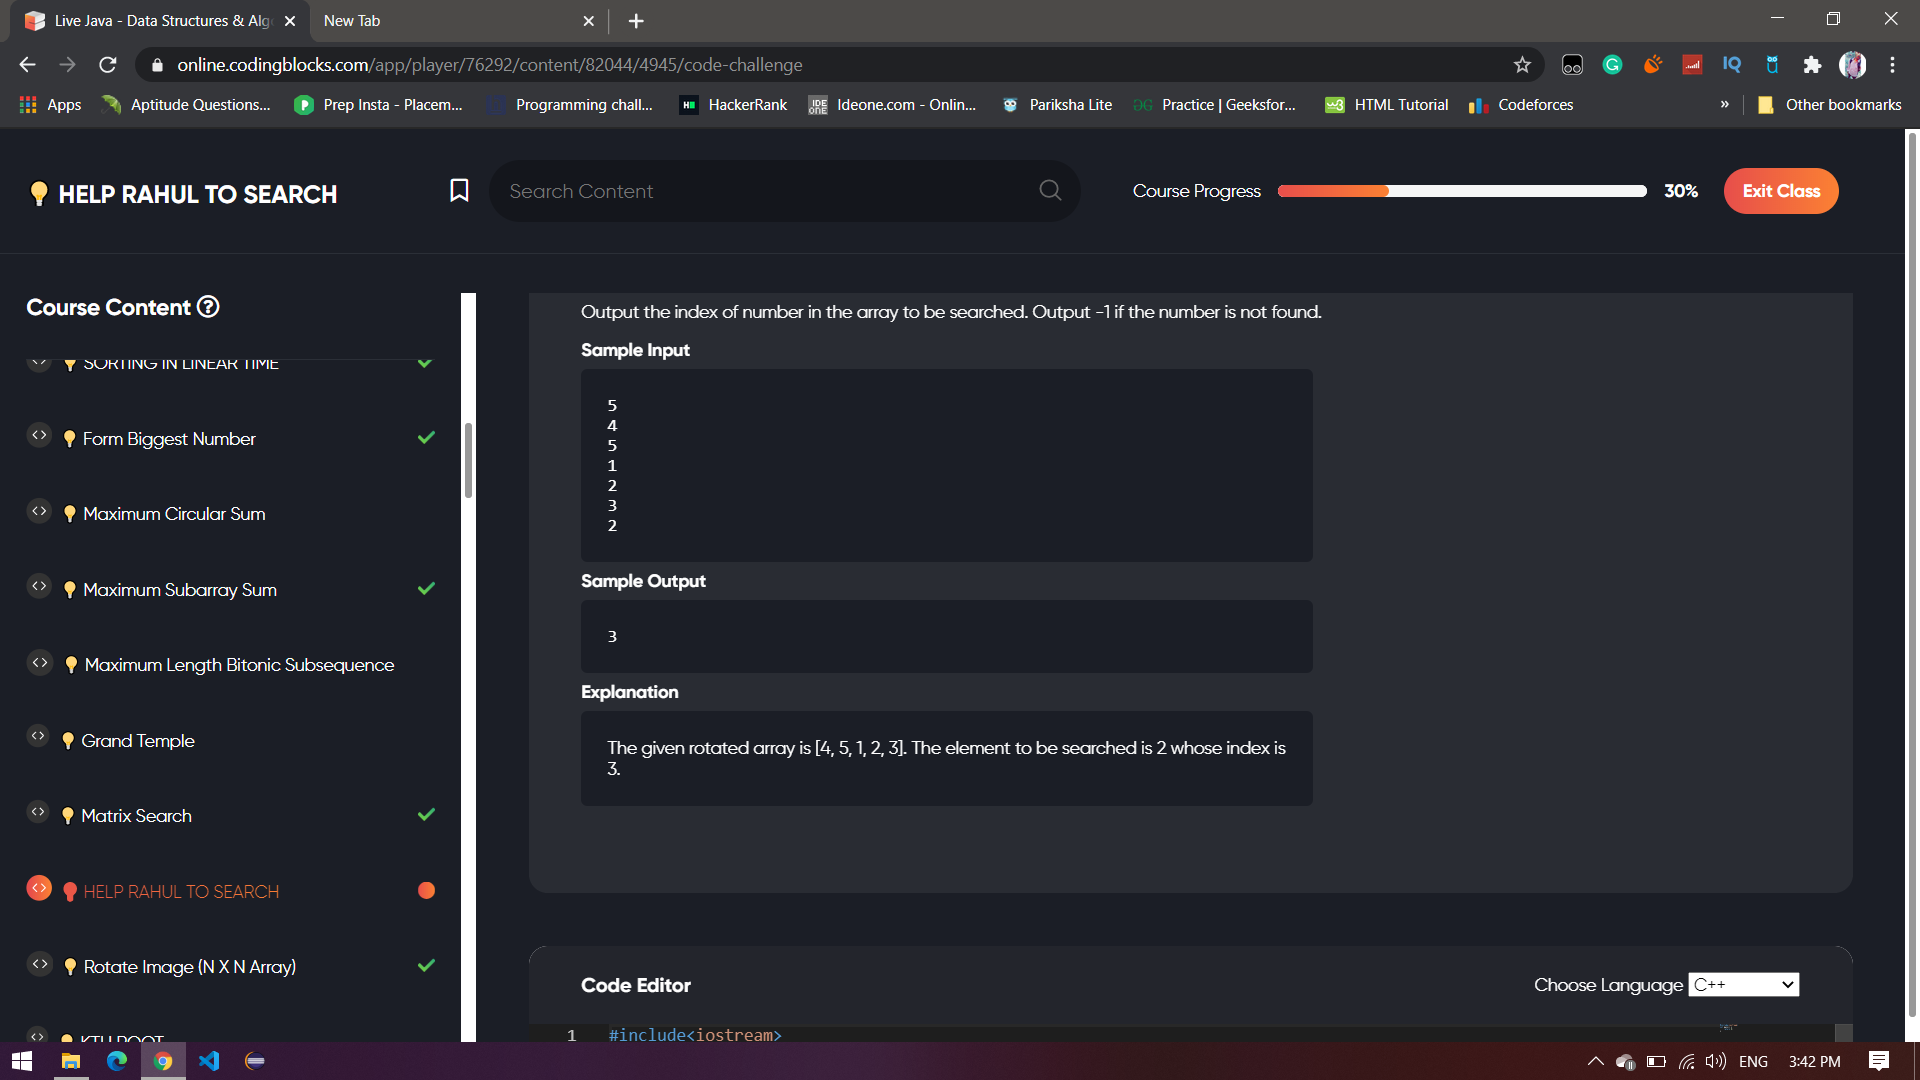 Live Java - Data Structures & Alg
New Tab
online.codingblocks.com/app/player/76292/content/82044/4945/code-challenge
Apps
Aptitude Questions...
Prep Insta - Placem...
Programming chall...
HackerRank
Ideone.com - Onlin...
Pariksha Lite
Practice | Geeksfor...
HTML Tutorial
Codeforces
»
Other bookmarks
HELP RAHUL TO SEARCH
Search Content
Course Progress
30%
Exit Class
Course Content
SORTING IN LINEAR TIME
Form Biggest Number
Maximum Circular Sum
Maximum Subarray Sum
Maximum Length Bitonic Subsequence
Grand Temple
Matrix Search
HELP RAHUL TO SEARCH
Rotate Image (N X N Array)
KTH ROOT
Output the index of number in the array to be searched. Output -1 if the number is not found.
Sample Input
5
4
5
1
2
3
2
Sample Output
3
Explanation
The given rotated array is [4, 5, 1, 2, 3]. The element to be searched is 2 whose index is
3.
Code Editor
Choose Language
C++
1 #include<iostream>
ENG
3:42 PM